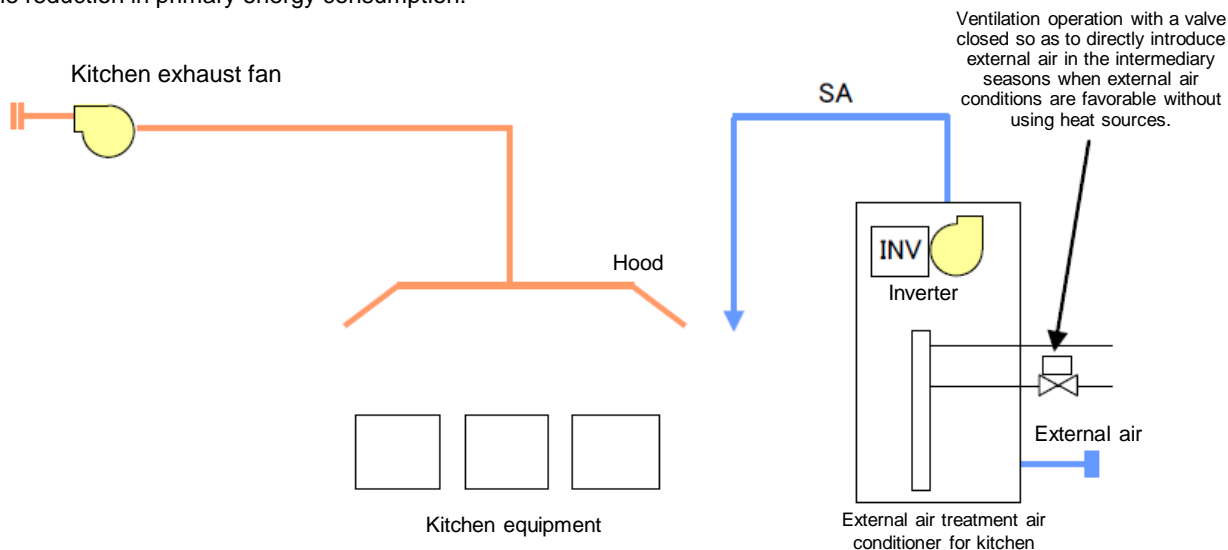 the reduction in primary energy consumption.
Ventilation operation with a valve
closed so as to directly introduce
external air in the intermediary
seasons when external air
conditions are favorable without
using heat sources.
Kitchen exhaust fan
SA
Hood
INV
Inverter
External air
Kitchen equipment
External air treatment air
conditioner for kitchen